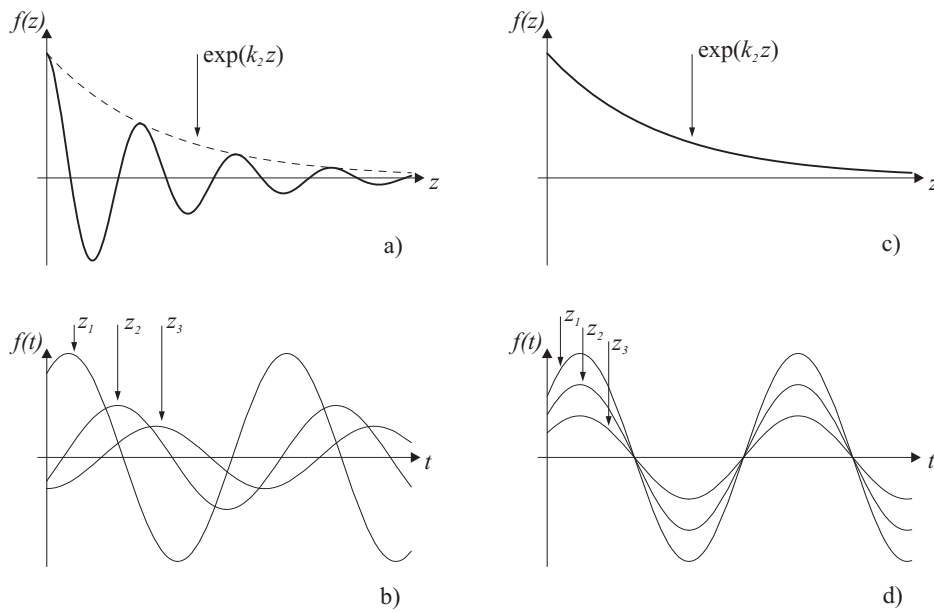 f(z)
exp(k₂z)
z
a)
f(z)
exp(k₂z)
z
c)
f(t)
z₁
z₂
z₃
t
b)
f(t)
z₁
z₂
z₃
t
d)